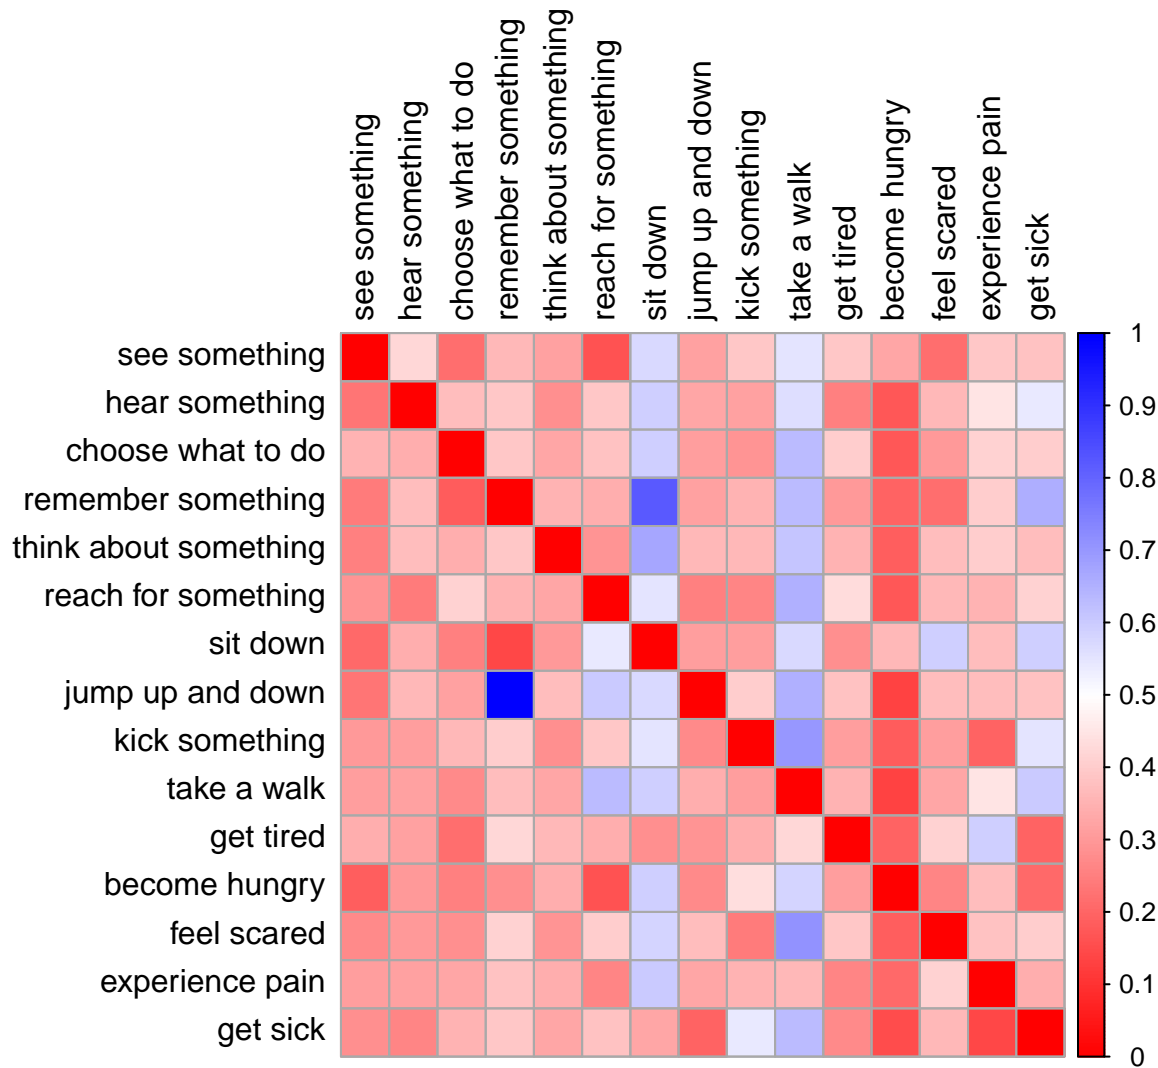 see something
hear something
choose what to do
remember something
think about something
reach for something
sit down
jump up and down
kick something
take a walk
get tired
become hungry
feel scared
experience pain
get sick
see something
hear something
choose what to do
remember something
think about something
reach for something
sit down
jump up and down
kick something
take a walk
get tired
become hungry
feel scared
experience pain
get sick
1
0.9
0.8
0.7
0.6
0.5
0.4
0.3
0.2
0.1
0